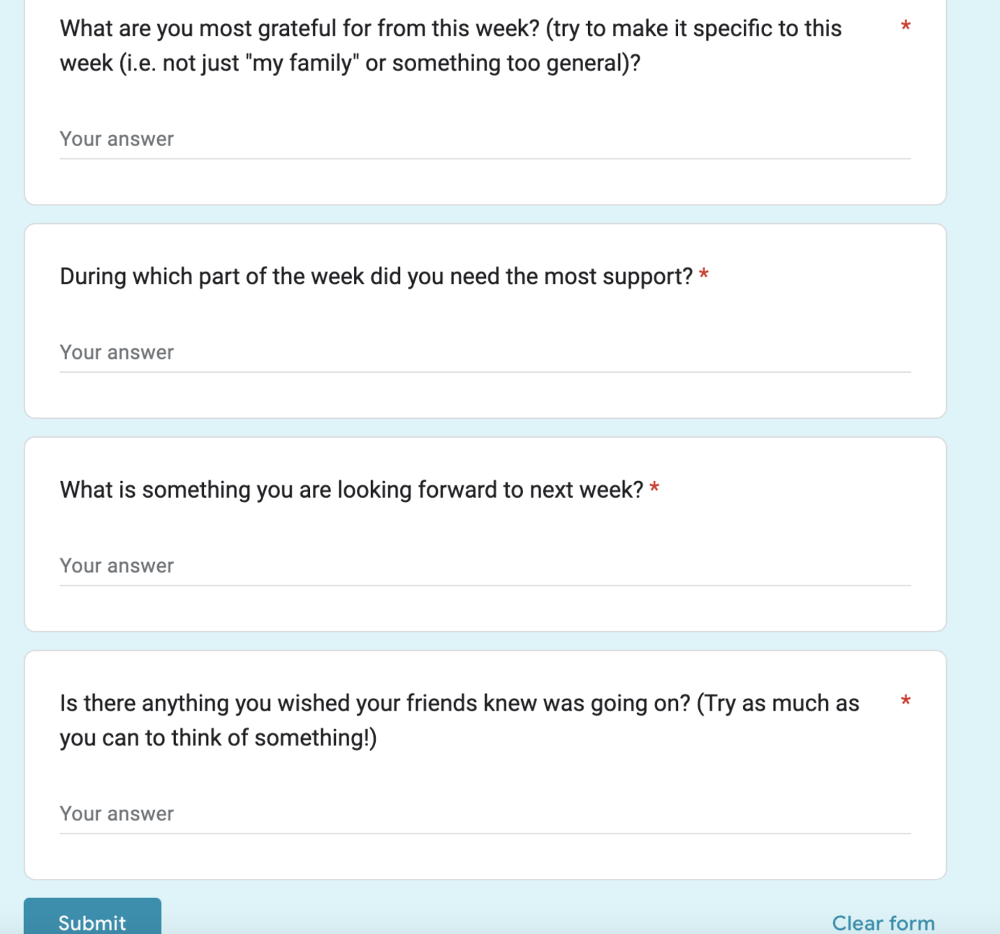 What are you most grateful for from this week? (try to make it specific to this *
week (i.e. not just "my family" or something too general)?
Your answer
During which part of the week did you need the most support? *
Your answer
What is something you are looking forward to next week? *
Your answer
Is there anything you wished your friends knew was going on? (Try as much as *
you can to think of something!)
Your answer
Submit
Clear form